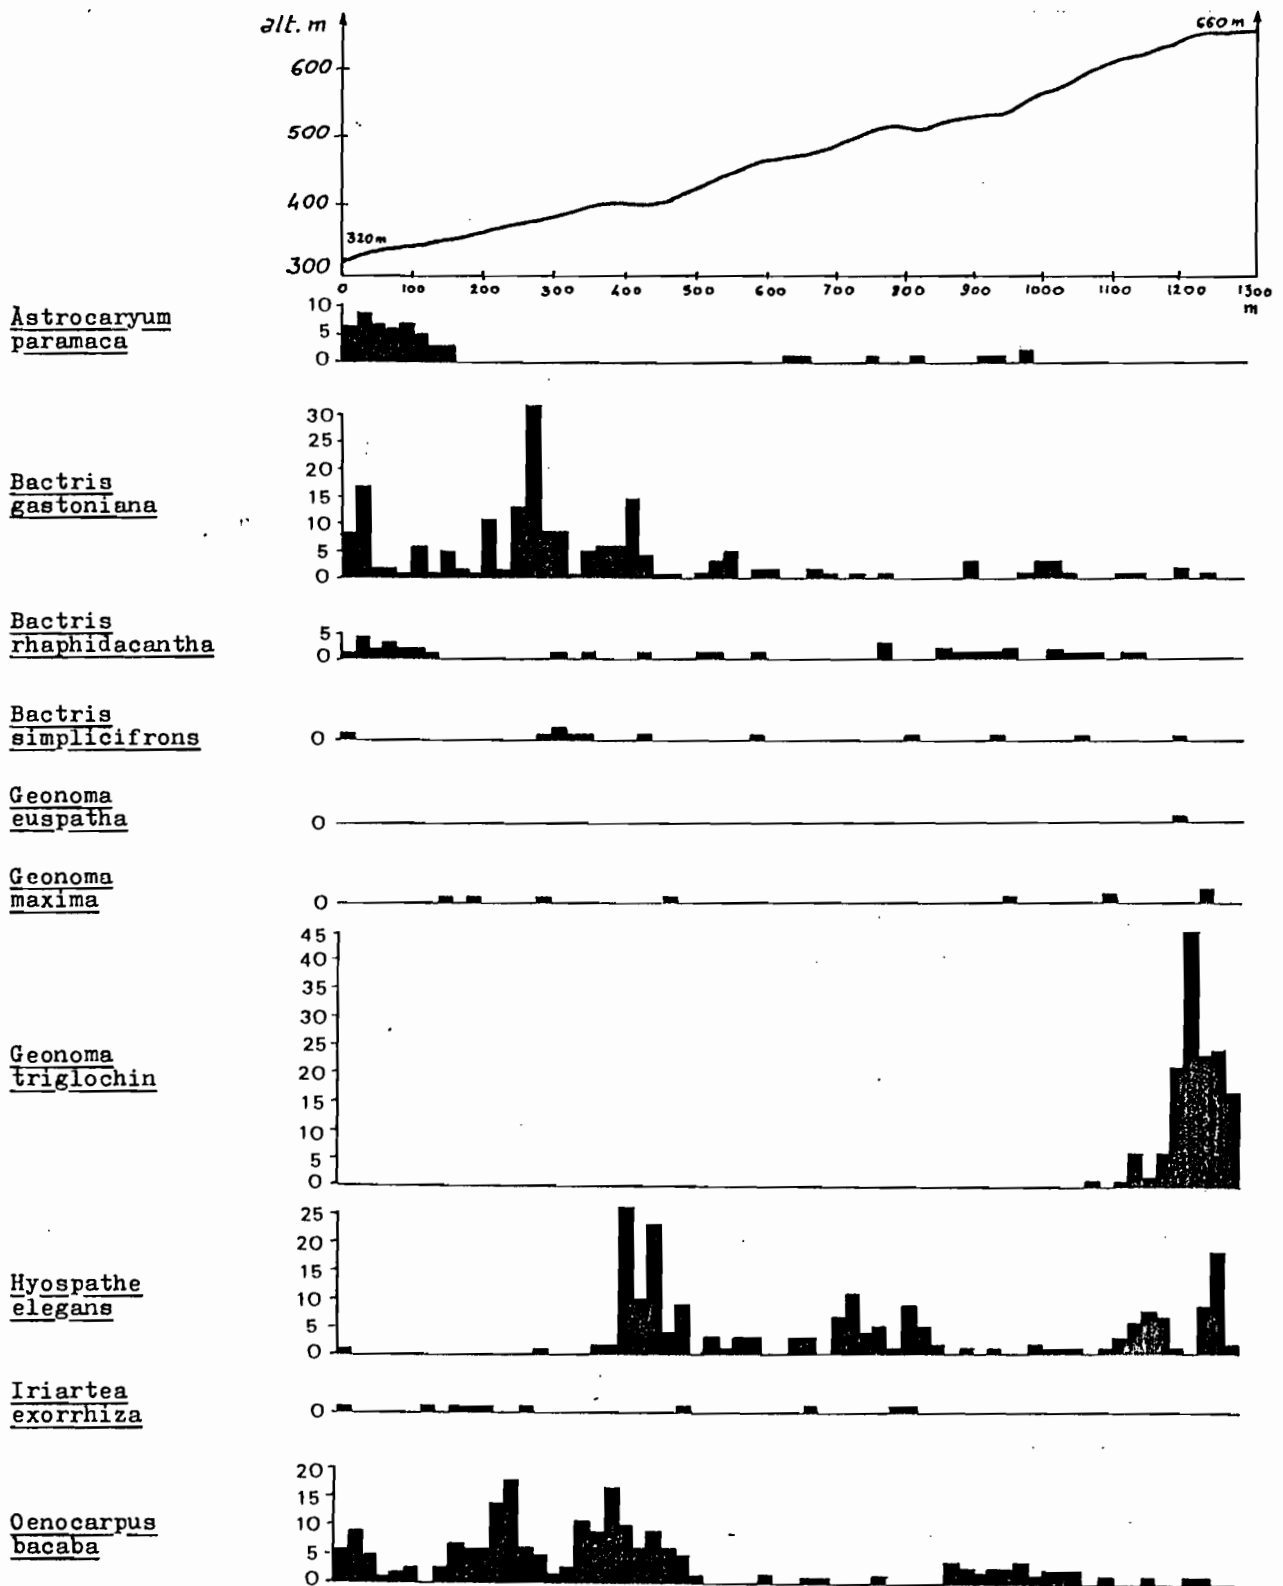 alt. m
660 m
600
500
400
320 m
300
0 100 200 300 400 500 600 700 800 900 1000 1100 1200 1300
m
Astrocaryum
paramaca
10
5
0
Bactris
gastoniana
30
25
20
15
10
5
0
Bactris
rhaphidacantha
5
0
Bactris
simplicifrons
0
Geonoma
euspatha
0
Geonoma
maxima
0
Geonoma
triglochin
45
40
35
30
25
20
15
10
5
0
Hyospathe
elegans
25
20
15
10
5
0
Iriartea
exorrhiza
0
Oenocarpus
bacaba
20
15
10
5
0